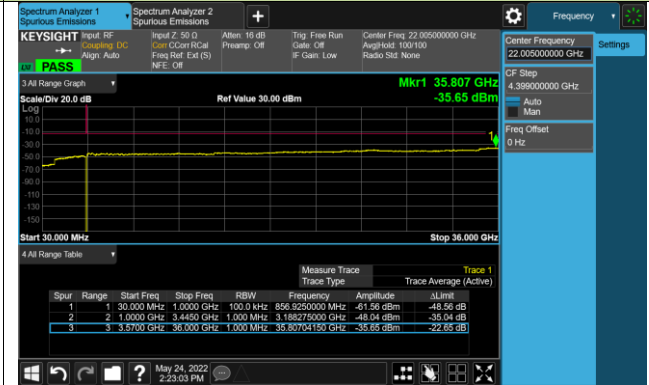 Spectrum Analyzer 1
Spurious Emissions
Spectrum Analyzer 2
Spurious Emissions
Frequency
KEYSIGHT
Input: RF
Coupling: DC
Align: Auto
Input Z: 50 Ω
Corr CCorr RCal
Freq Ref: Ext (S)
NFE: Off
Atten: 16 dB
Preamp: Off
Trig: Free Run
Gate: Off
IF Gain: Low
Center Freq: 22.005000000 GHz
Avg|Hold: 100/100
Radio Std: None
PASS
Center Frequency
22.005000000 GHz
Settings
CF Step
4.399000000 GHz
Auto
Man
Freq Offset
0 Hz
3 All Range Graph
Mkr1 35.807 GHz
-35.65 dBm
Scale/Div 20.0 dB
Ref Value 30.00 dBm
Log
10.0
-10.0
-30.0
-50.0
-70.0
-90.0
-110
-130
-150
1
Start 30.000 MHz
Stop 36.000 GHz
4 All Range Table
Measure Trace Trace 1
Trace Type Trace Average (Active)
Spur Range Start Freq Stop Freq RBW Frequency Amplitude ΔLimit
1 1 30.000 MHz 1.0000 GHz 100.0 kHz 856.9250000 MHz -61.56 dBm -48.56 dB
2 2 1.0000 GHz 3.4450 GHz 1.000 MHz 3.188275000 GHz -48.04 dBm -35.04 dB
3 3 3.5700 GHz 36.000 GHz 1.000 MHz 35.80704150 GHz -35.65 dBm -22.65 dB
May 24, 2022
2:23:03 PM